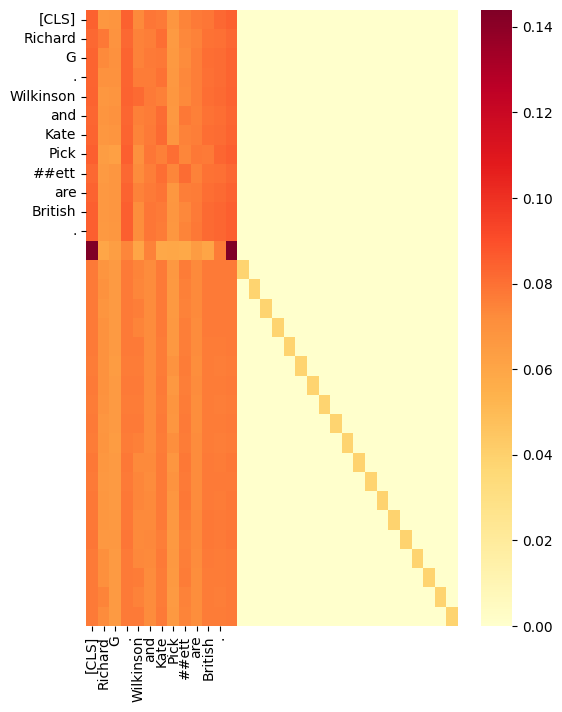 [CLS]
Richard
G
.
Wilkinson
and
Kate
Pick
##ett
are
British
.
0.14
0.12
0.10
0.08
0.06
0.04
0.02
0.00
[CLS]
Richard
G
.
Wilkinson
and
Kate
Pick
##ett
are
British
.